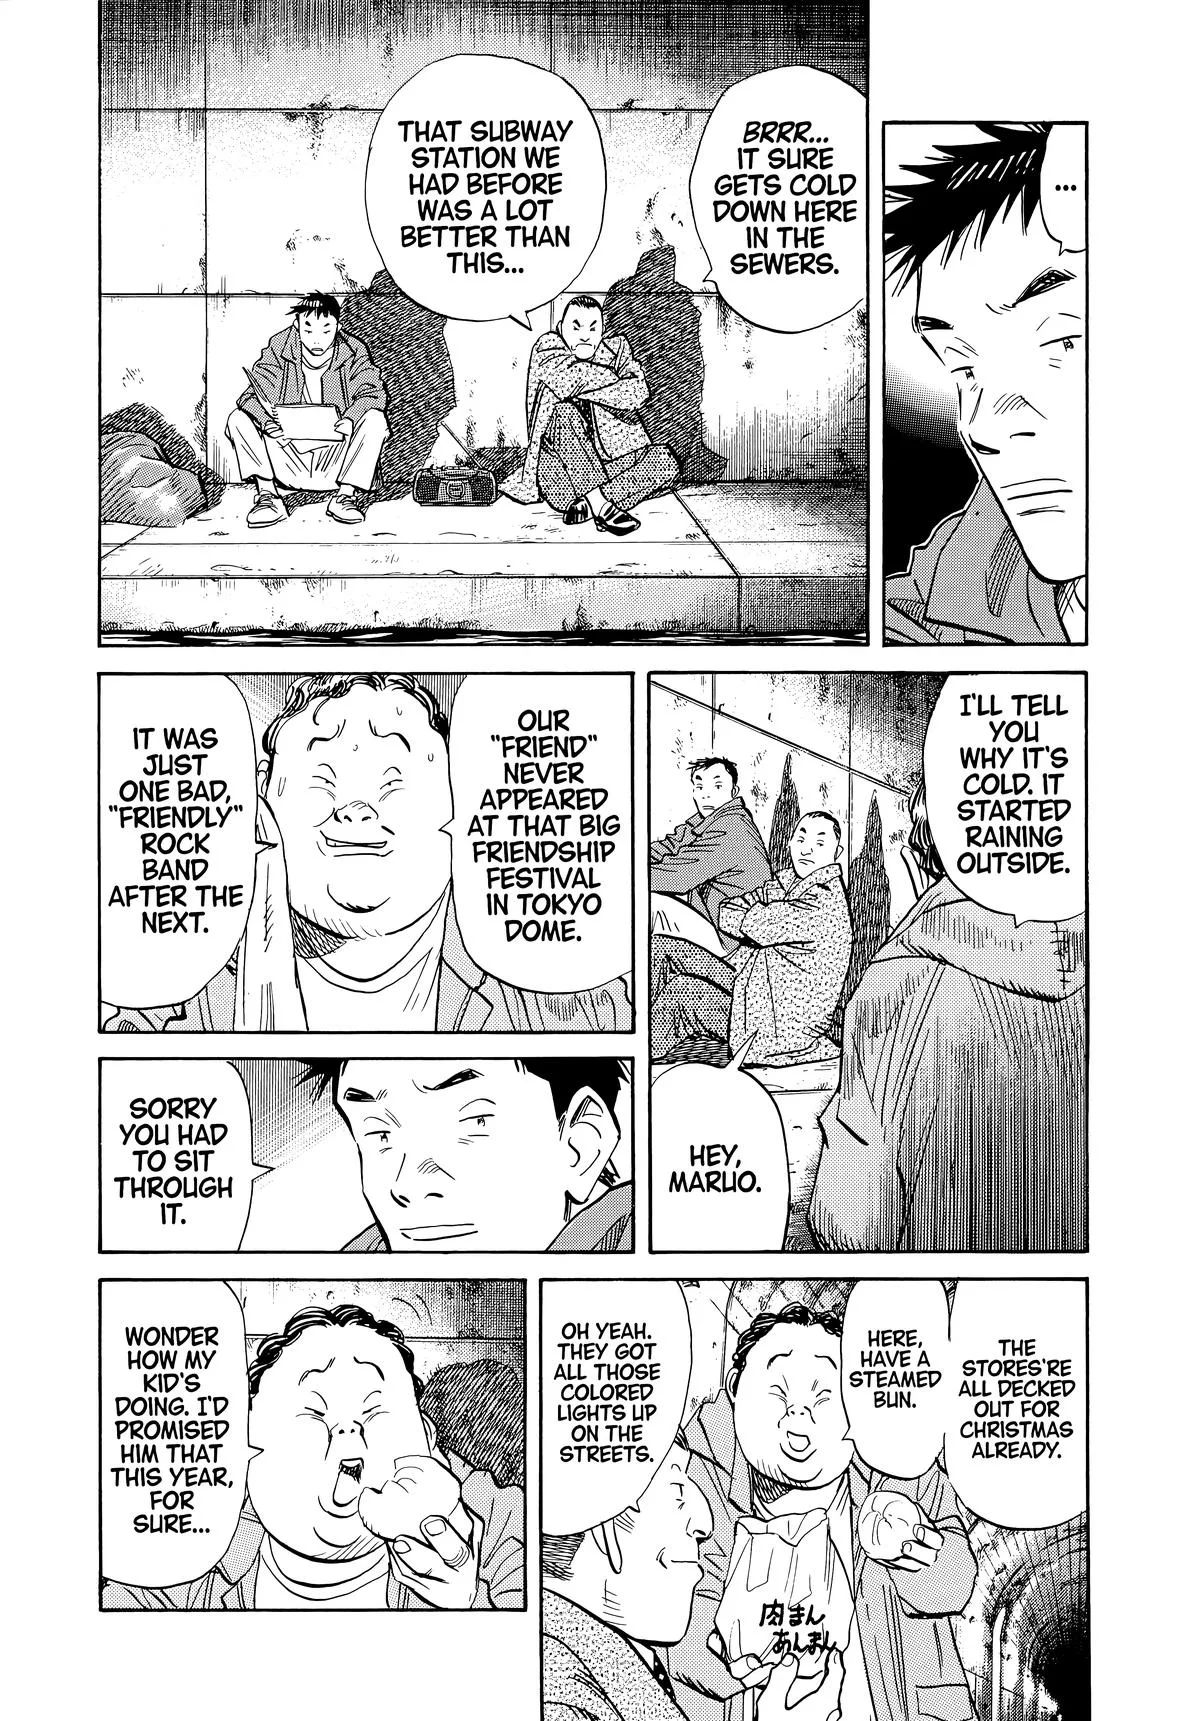 ...
BRRR...
IT SURE
GETS COLD
DOWN HERE
IN THE
SEWERS.
THAT SUBWAY
STATION WE
HAD BEFORE
WAS A LOT
BETTER THAN
THIS...
I'LL TELL
YOU
WHY IT'S
COLD. IT
STARTED
RAINING
OUTSIDE.
HEY,
MARUO.
OUR
"FRIEND"
NEVER
APPEARED
AT THAT BIG
FRIENDSHIP
FESTIVAL
IN TOKYO
DOME.
IT WAS
JUST
ONE BAD,
"FRIENDLY"
ROCK
BAND
AFTER THE
NEXT.
SORRY
YOU HAD
TO SIT
THROUGH
IT.
THE
STORES'RE
ALL DECKED
OUT FOR
CHRISTMAS
ALREADY.
HERE,
HAVE A
STEAMED
BUN.
OH YEAH.
THEY GOT
ALL THOSE
COLORED
LIGHTS UP
ON THE
STREETS.
肉まん
あんまん
WONDER
HOW MY
KID'S
DOING. I'D
PROMISED
HIM THAT
THIS YEAR,
FOR
SURE...